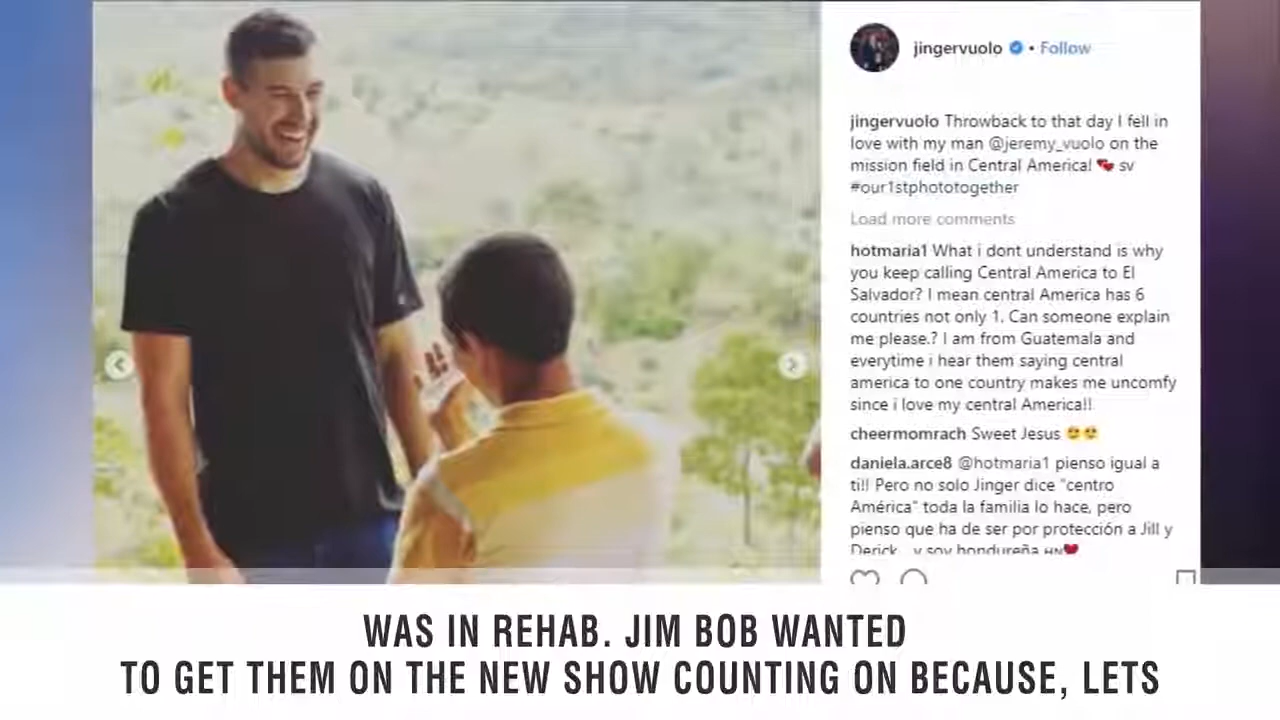 jingervuolo • Follow
jingervuolo Throwback to that day I fell in
love with my man @jeremy_vuolo on the
mission field in Central America! 💕 sv
#our1stphototogether
Load more comments
hotmaria1 What i dont understand is why
you keep calling Central America to El
Salvador? I mean central America has 6
countries not only 1. Can someone explain
me please.? I am from Guatemala and
everytime i hear them saying central
america to one country makes me uncomfy
since i love my central America!!
cheermomrach Sweet Jesus 😍😍
daniela.arce8 @hotmaria1 pienso igual a
ti!! Pero no solo Jinger dice "centro
América" toda la familia lo hace, pero
pienso que ha de ser por protección a Jill y
Derick... y soy hondureña HN❤
WAS IN REHAB. JIM BOB WANTED
TO GET THEM ON THE NEW SHOW COUNTING ON BECAUSE, LETS